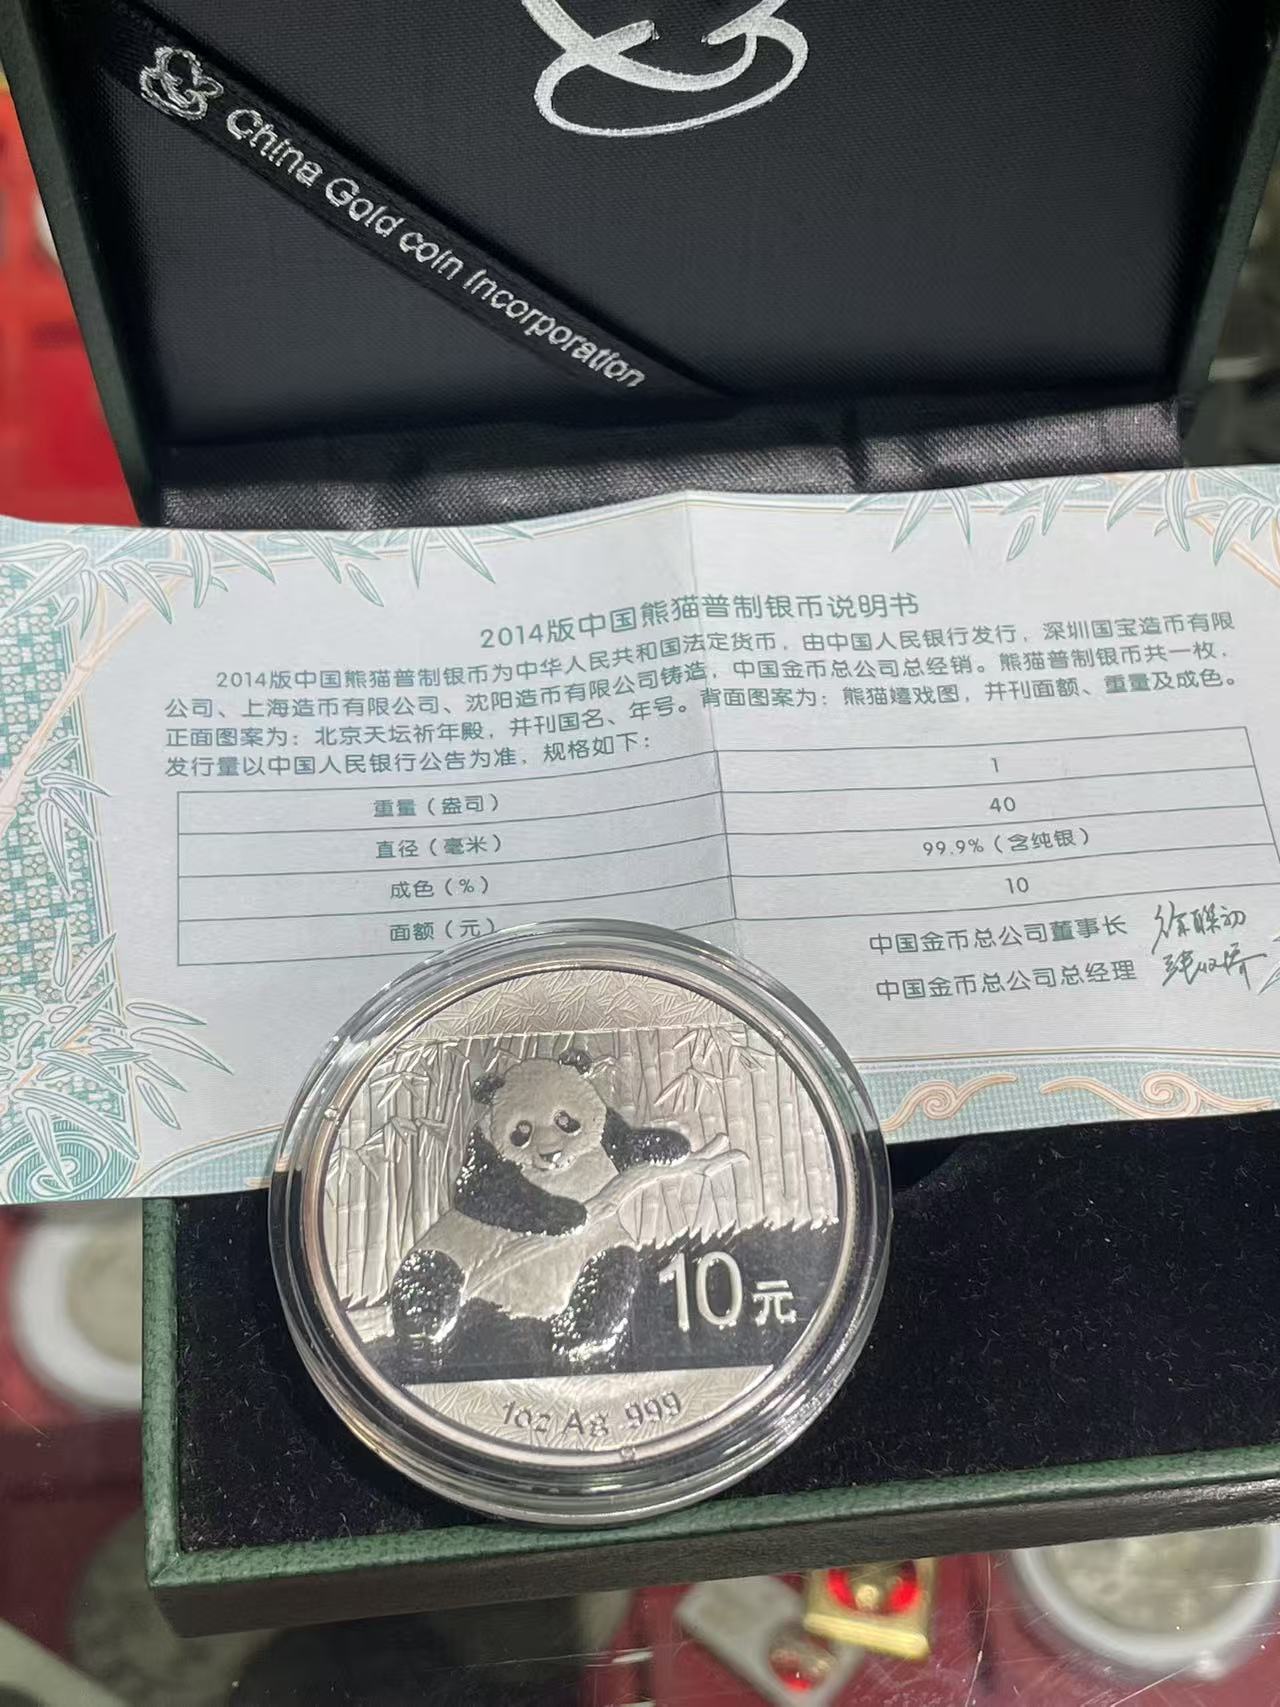 China Gold coin Incorporation
2014版中国熊猫普制银币说明书
2014版中国熊猫普制银币为中华人民共和国法定货币，由中国人民银行发行，深圳国宝造币有限
公司、上海造币有限公司、沈阳造币有限公司铸造，中国金币总公司总经销。熊猫普制银币共一枚，
正面图案为：北京天坛祈年殿，并刊国名、年号。背面图案为：熊猫嬉戏图，并刊面额、重量及成色。
发行量以中国人民银行公告为准，规格如下：
重量（盎司） 1
直径（毫米） 40
成色（%） 99.9%（含纯银）
面额（元） 10
中国金币总公司董事长
中国金币总公司总经理
10元
1oz Ag .999